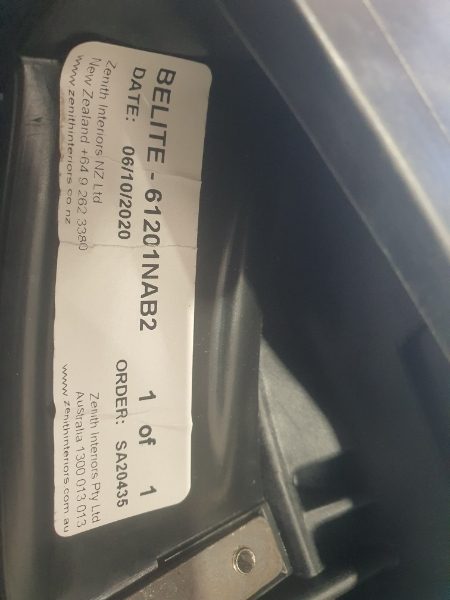 BELITE - 61201NAB2 1 of 1
DATE: 06/10/2020 ORDER: SA20435
Zenith Interiors NZ Ltd
New Zealand +64 9 262 3380
www.zenithinteriors.co.nz
Zenith Interiors Pty Ltd
Australia 1300 013 013
www.zenithinteriors.com.au